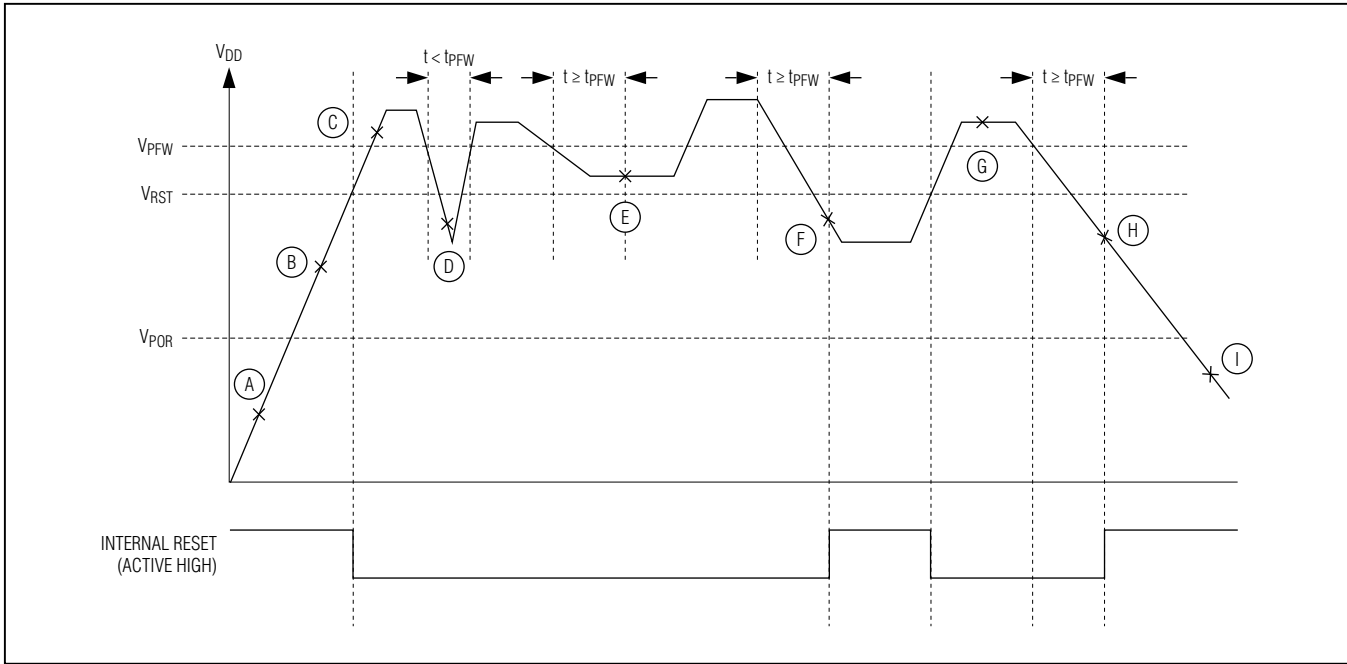 VDD
t < tPFW
t ≥ tPFW
t ≥ tPFW
t ≥ tPFW
C
VPFW
G
VRST
E
F
H
B
D
VPOR
I
A
INTERNAL RESET
(ACTIVE HIGH)